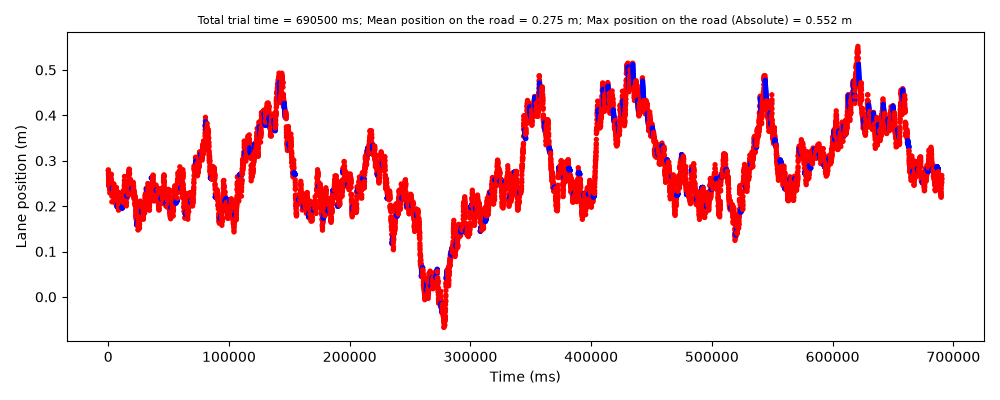 Total trial time = 690500 ms; Mean position on the road = 0.275 m; Max position on the road (Absolute) = 0.552 m
Lane position (m)
0.5
0.4
0.3
0.2
0.1
0.0
0 100000 200000 300000 400000 500000 600000 700000
Time (ms)